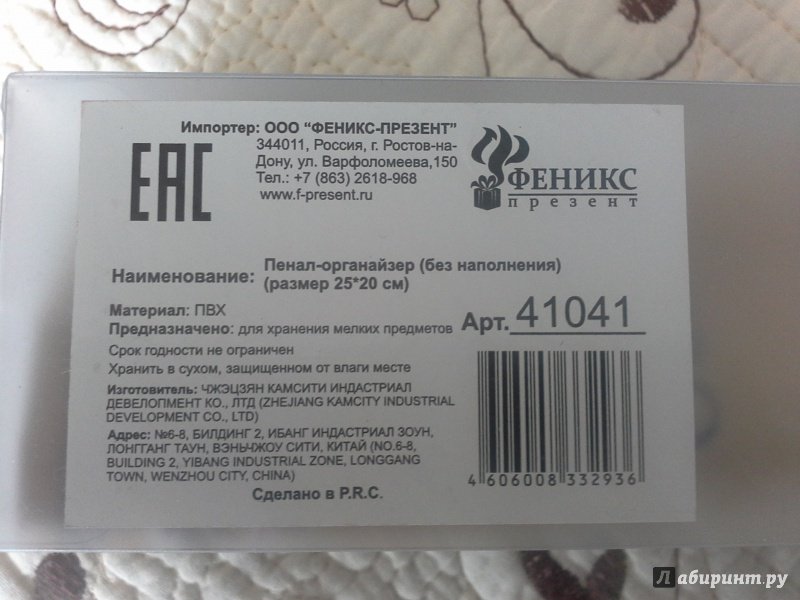 Импортер: ООО "ФЕНИКС-ПРЕЗЕНТ"
344011, Россия, г. Ростов-на-
Дону, ул. Варфоломеева,150
Тел.: +7 (863) 2618-968
www.f-present.ru
EAC
ФЕНИКС
презент
Наименование: Пенал-органайзер (без наполнения)
(размер 25*20 см)
Материал: ПВХ
Предназначено: для хранения мелких предметов
Арт. 41041
Срок годности не ограничен
Хранить в сухом, защищенном от влаги месте
Изготовитель: ЧЖЭЦЗЯН КАМСИТИ ИНДАСТРИАЛ
ДЕВЕЛОПМЕНТ КО., ЛТД (ZHEJIANG KAMCITY INDUSTRIAL
DEVELOPMENT CO., LTD)
Адрес: №6-8, БИЛДИНГ 2, ИБАНГ ИНДАСТРИАЛ ЗОУН,
ЛОНГГАНГ ТАУН, ВЭНЬЧЖОУ СИТИ, КИТАЙ (NO.6-8,
BUILDING 2, YIBANG INDUSTRIAL ZONE, LONGGANG
TOWN, WENZHOU CITY, CHINA)
Сделано в P.R.C.
4 606008 332936
Лабиринт.ру